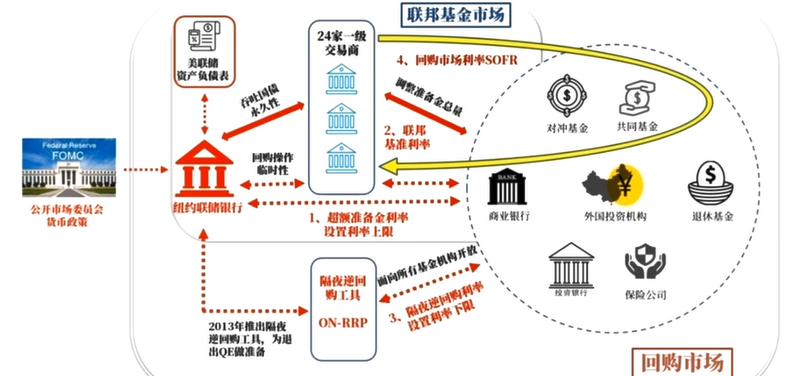 联邦基金市场
美联储
资产负债表
24家一级
交易商
4、回购市场利率SOFR
吞吐国债
永久性
调整准备金总量
2、联邦
基准利率
对冲基金
共同基金
Federal Reserve
FOMC
公开市场委员会
货币政策
回购操作
临时性
纽约联储银行
1、超额准备金利率
设置利率上限
BANK
商业银行
外国投资机构
退休基金
投资银行
保险公司
隔夜逆回
购工具
ON-RRP
面向所有基金机构开放
3、隔夜逆回购利率
设置利率下限
2013年推出隔夜
逆回购工具，为退
出QE做准备
回购市场